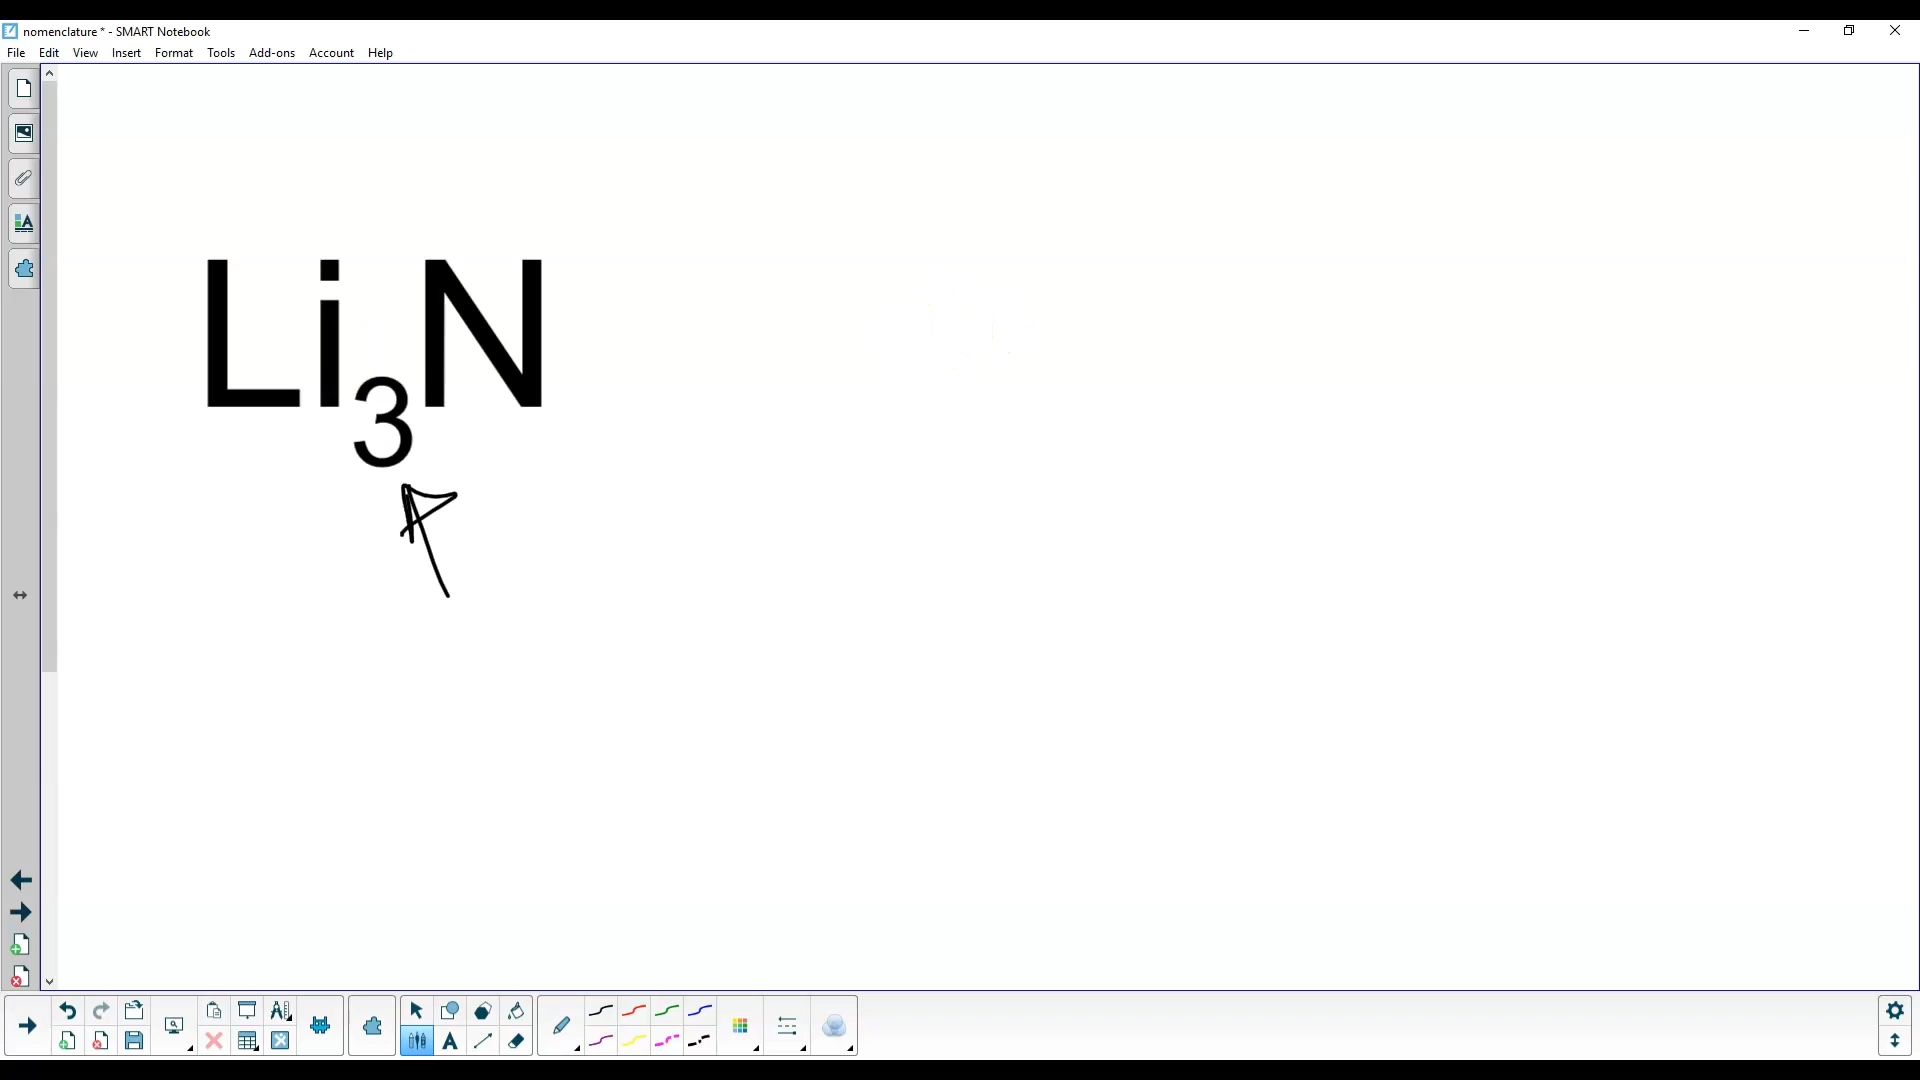 nomenclature * - SMART Notebook
File Edit View Insert Format Tools Add-ons Account Help
Li₃N